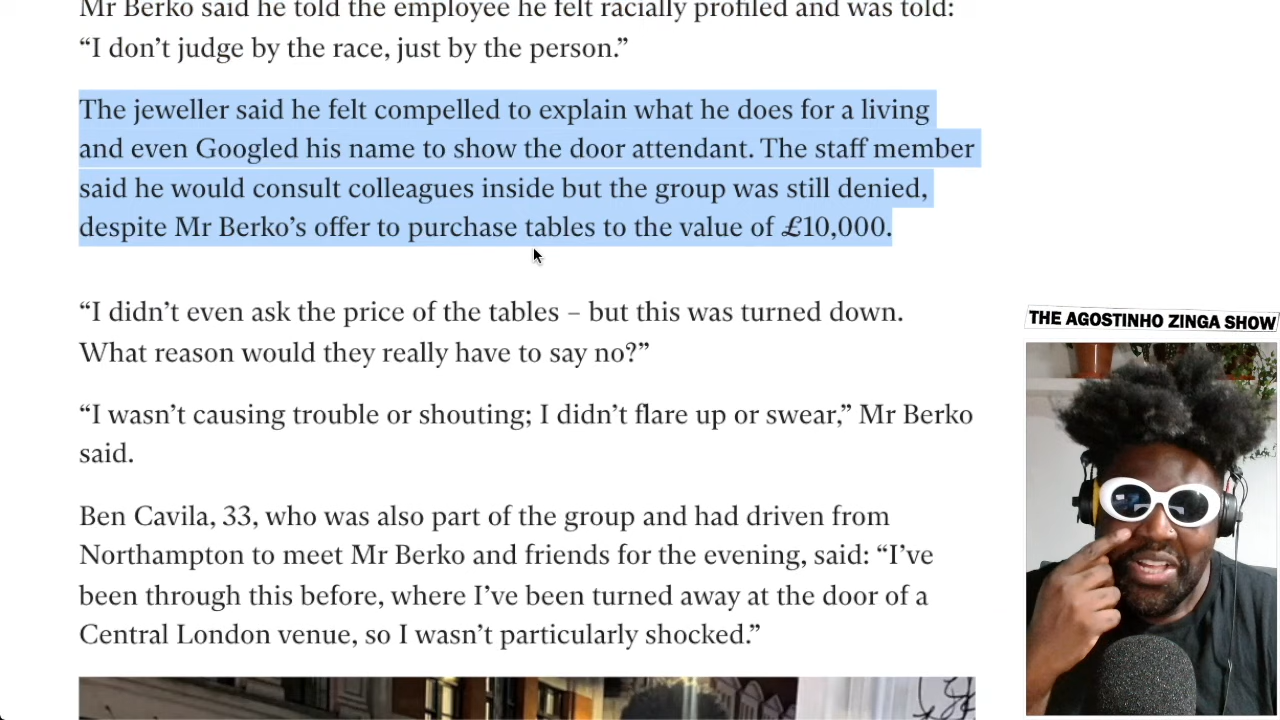 Mr Berko said he told the employee he felt racially profiled and was told:
“I don’t judge by the race, just by the person.”
The jeweller said he felt compelled to explain what he does for a living
and even Googled his name to show the door attendant. The staff member
said he would consult colleagues inside but the group was still denied,
despite Mr Berko’s offer to purchase tables to the value of £10,000.
“I didn’t even ask the price of the tables – but this was turned down.
What reason would they really have to say no?”
“I wasn’t causing trouble or shouting; I didn’t flare up or swear,” Mr Berko
said.
Ben Cavila, 33, who was also part of the group and had driven from
Northampton to meet Mr Berko and friends for the evening, said: “I’ve
been through this before, where I’ve been turned away at the door of a
Central London venue, so I wasn’t particularly shocked.”
THE AGOSTINHO ZINGA SHOW